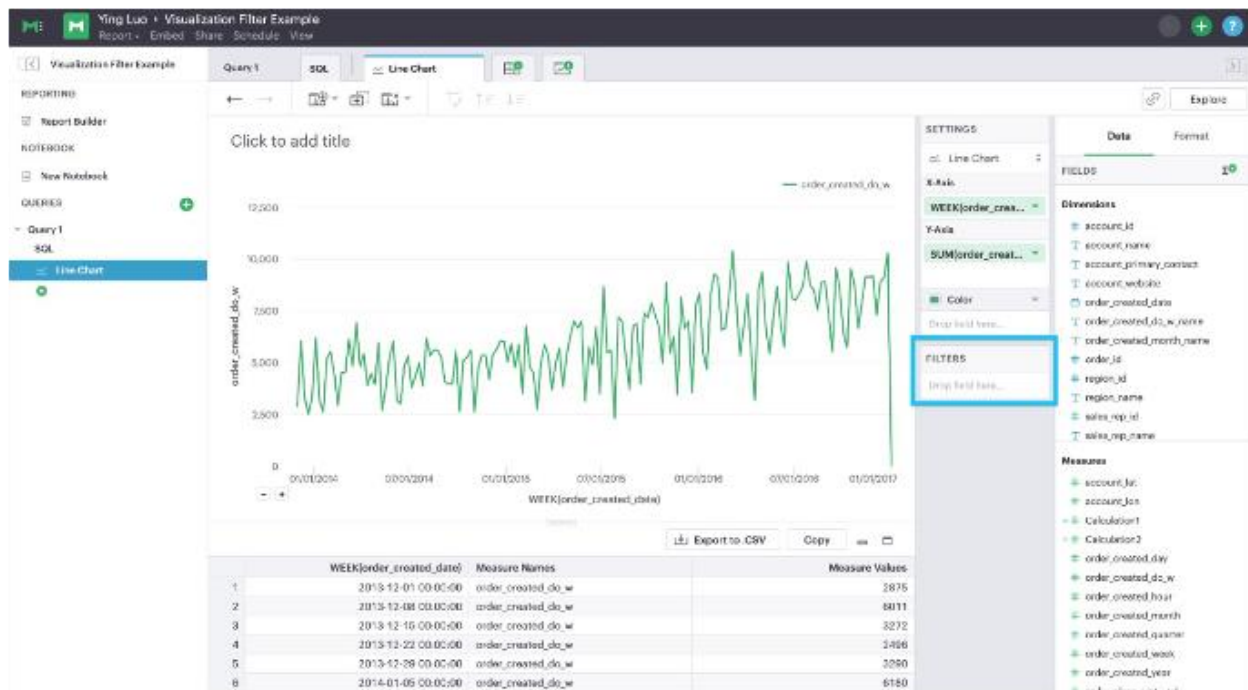 Ying Luo › Visualization Filter Example
Report Embed Share Schedule View
Visualization Filter Example
Query 1
SQL
Line Chart
REPORTING
Report Builder
NOTEBOOK
New Notebook
QUERIES
Query 1
SQL
Line Chart
Explore
Click to add title
order_created_do_w
12,500
10,000
7,500
5,000
2,500
0
order_created_do_w
01/01/2014
07/01/2014
01/01/2015
07/01/2015
01/01/2016
07/01/2016
01/01/2017
WEEK(order_created_date)
SETTINGS
Line Chart
X-Axis
WEEK(order_crea...
Y-Axis
SUM(order_creat...
Color
Drop field here...
FILTERS
Drop field here...
Data Format
FIELDS
Dimensions
account_id
account_name
account_primary_contact
account_website
order_created_date
order_created_do_w_name
order_created_month_name
order_id
region_id
region_name
sales_rep_id
sales_rep_name
Measures
account_lat
account_lon
Calculation1
Calculation2
order_created_day
order_created_do_w
order_created_hour
order_created_month
order_created_quarter
order_created_week
order_created_year
Export to .CSV Copy
WEEK(order_created_date) Measure Names Measure Values
1 2013-12-01 00:00:00 order_created_do_w 2875
2 2013-12-08 00:00:00 order_created_do_w 6011
3 2013-12-15 00:00:00 order_created_do_w 3272
4 2013-12-22 00:00:00 order_created_do_w 2496
5 2013-12-29 00:00:00 order_created_do_w 3290
6 2014-01-05 00:00:00 order_created_do_w 6180